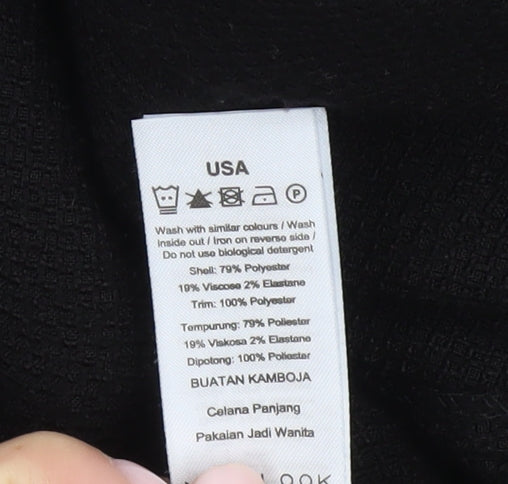 USA
P
Wash with similar colours / Wash
inside out / Iron on reverse side /
Do not use biological detergent
Shell: 79% Polyester
19% Viscose 2% Elastane
Trim: 100% Polyester
Tempurung: 79% Poliester
19% Viskosa 2% Elastane
Dipotong: 100% Poliester
BUATAN KAMBOJA
Celana Panjang
Pakaian Jadi Wanita